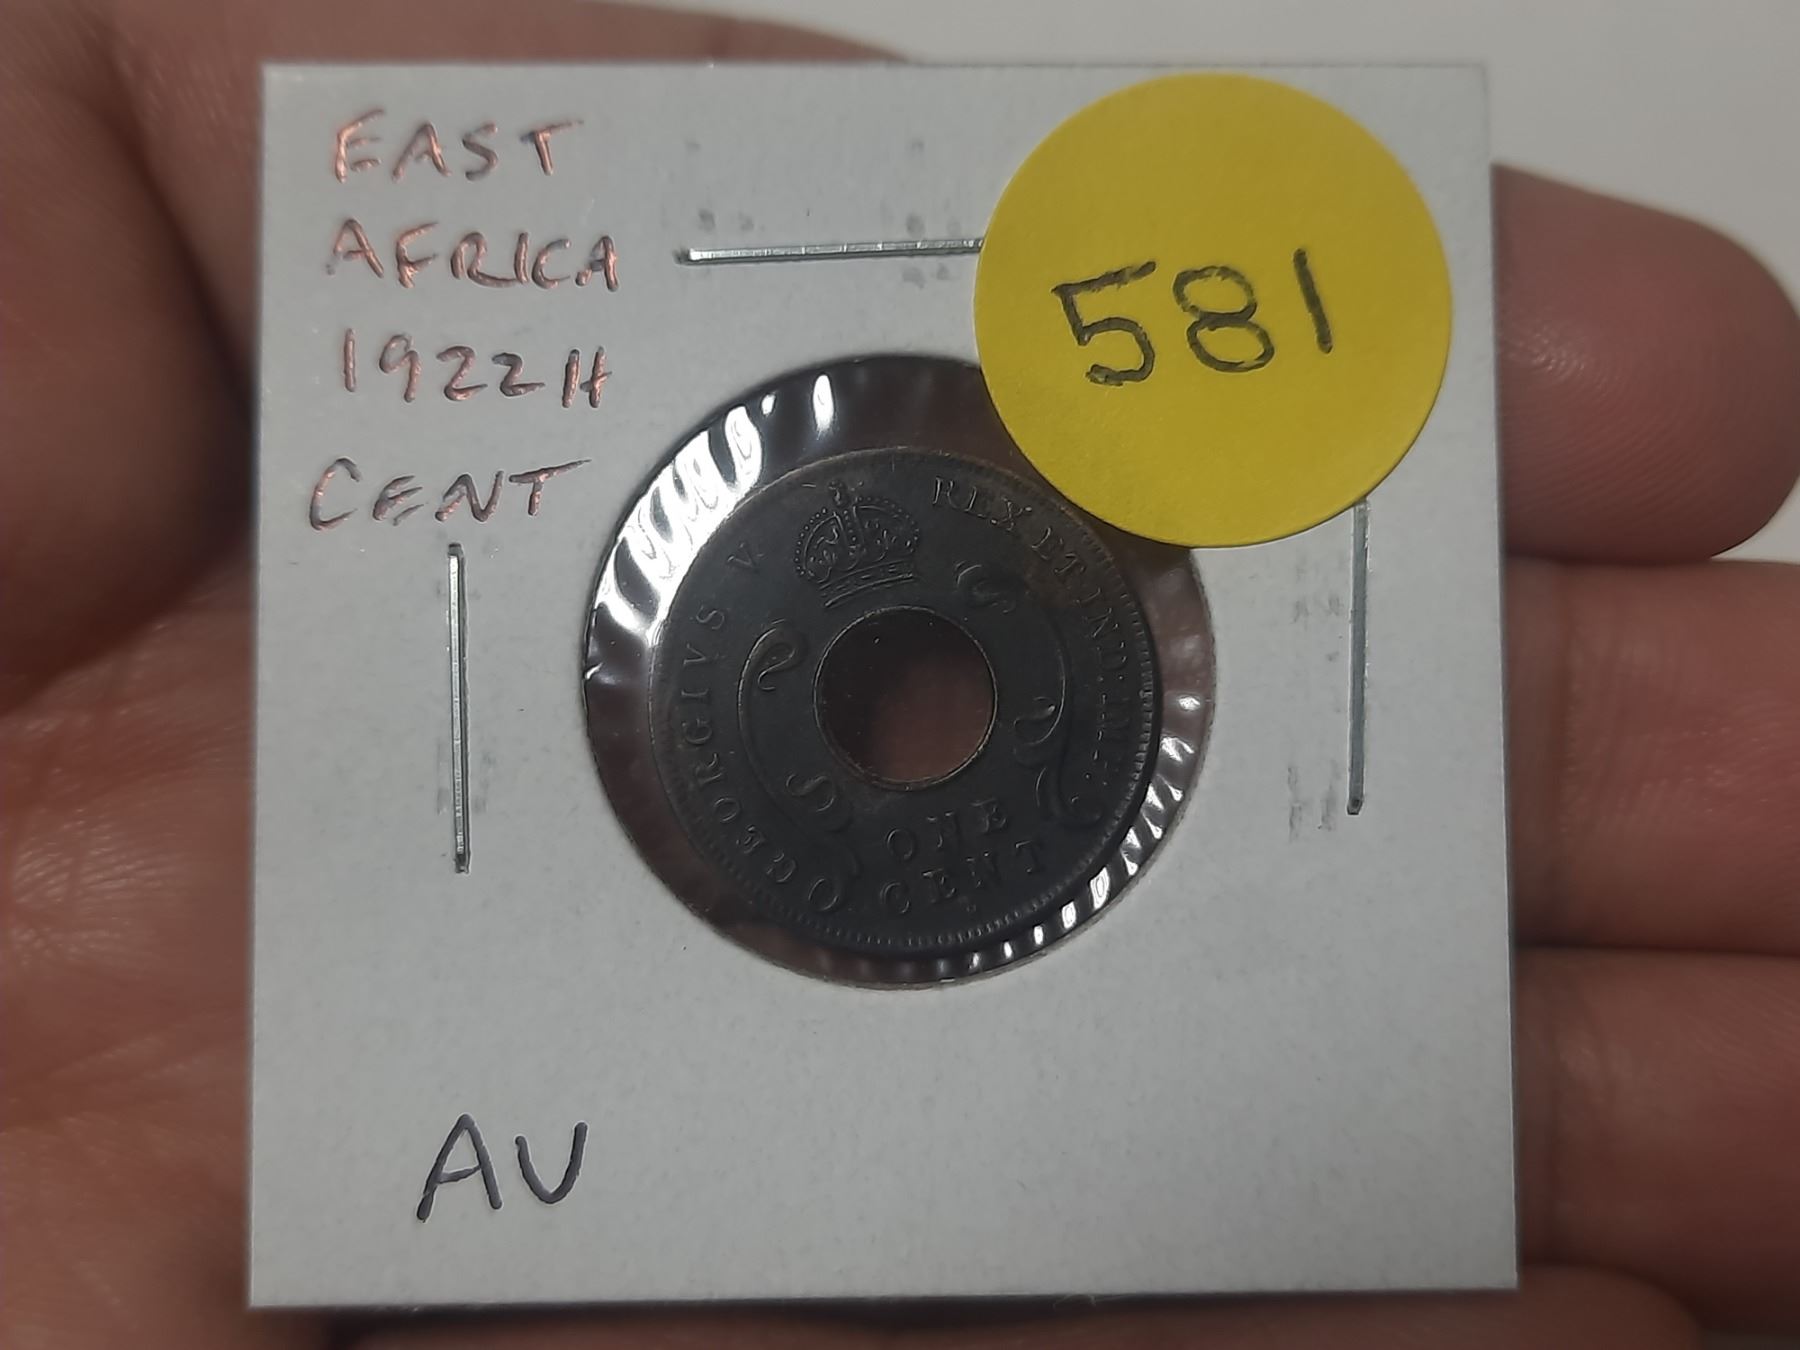 EAST
AFRICA
1922H
CENT
581
GEORGIVS V. REX ET IND:IMP:
ONE
CENT
AU